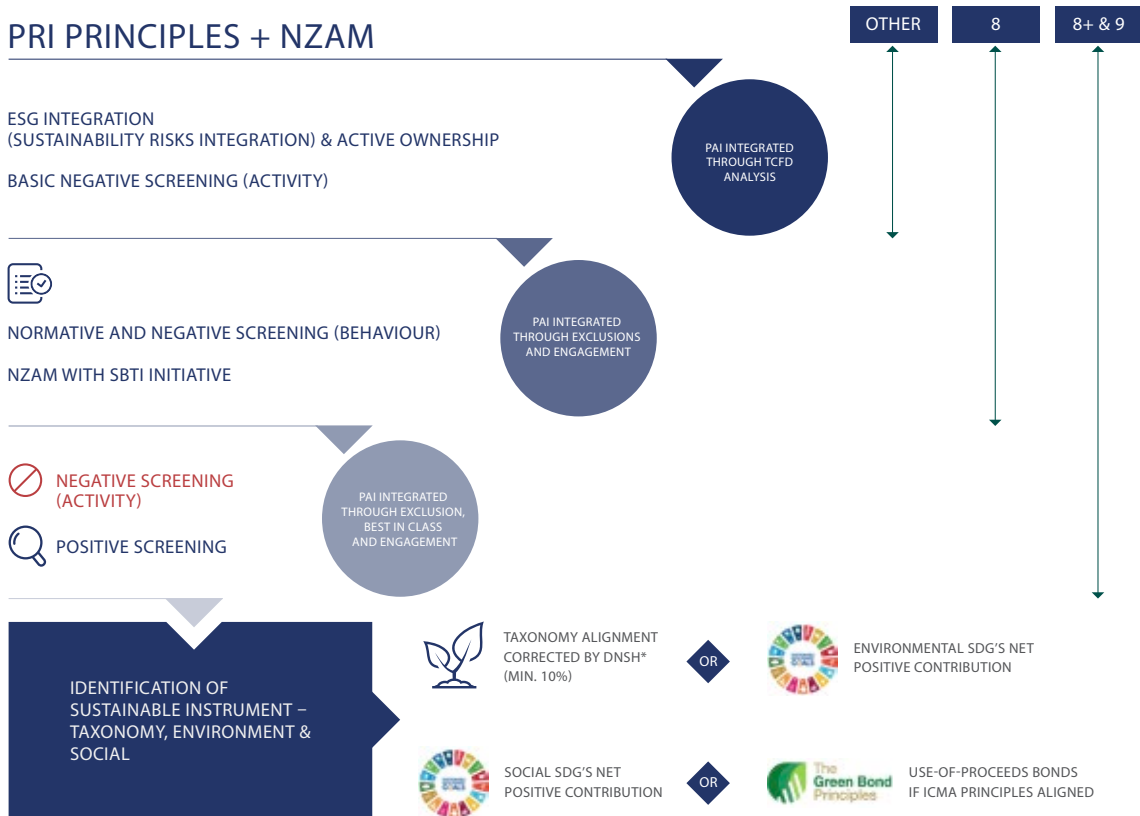 PRI PRINCIPLES + NZAM
OTHER
8
8+ & 9
ESG INTEGRATION
(SUSTAINABILITY RISKS INTEGRATION) & ACTIVE OWNERSHIP
BASIC NEGATIVE SCREENING (ACTIVITY)
PAI INTEGRATED
THROUGH TCFD
ANALYSIS
NORMATIVE AND NEGATIVE SCREENING (BEHAVIOUR)
NZAM WITH SBTI INITIATIVE
PAI INTEGRATED
THROUGH EXCLUSIONS
AND ENGAGEMENT
NEGATIVE SCREENING
(ACTIVITY)
POSITIVE SCREENING
PAI INTEGRATED
THROUGH EXCLUSION,
BEST IN CLASS
AND ENGAGEMENT
IDENTIFICATION OF
SUSTAINABLE INSTRUMENT –
TAXONOMY, ENVIRONMENT &
SOCIAL
TAXONOMY ALIGNMENT
CORRECTED BY DNSH*
(MIN. 10%)
OR
ENVIRONMENTAL SDG'S NET
POSITIVE CONTRIBUTION
SOCIAL SDG'S NET
POSITIVE CONTRIBUTION
OR
The
Green Bond
Principles
USE-OF-PROCEEDS BONDS
IF ICMA PRINCIPLES ALIGNED